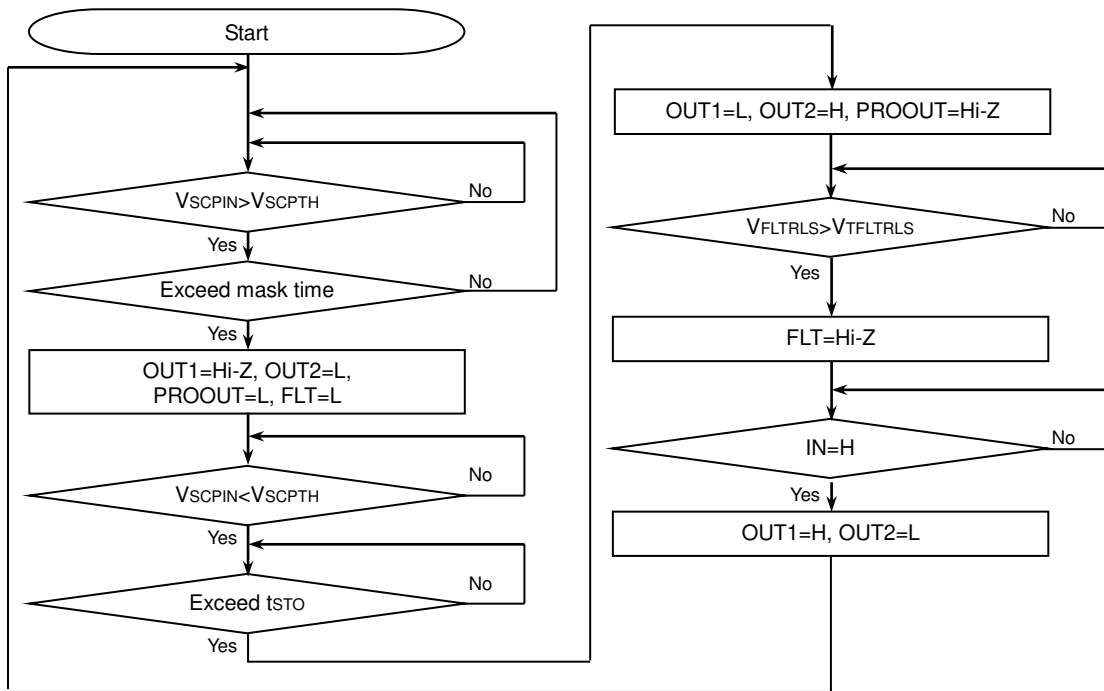 Start
VSCPIN>VSCPTH
No
Yes
Exceed mask time
No
Yes
OUT1=Hi-Z, OUT2=L,
PROOUT=L, FLT=L
VSCPIN<VSCPTH
No
Yes
Exceed tSTO
No
Yes
OUT1=L, OUT2=H, PROOUT=Hi-Z
VFLTRLS>VTFLTRLS
No
Yes
FLT=Hi-Z
IN=H
No
Yes
OUT1=H, OUT2=L